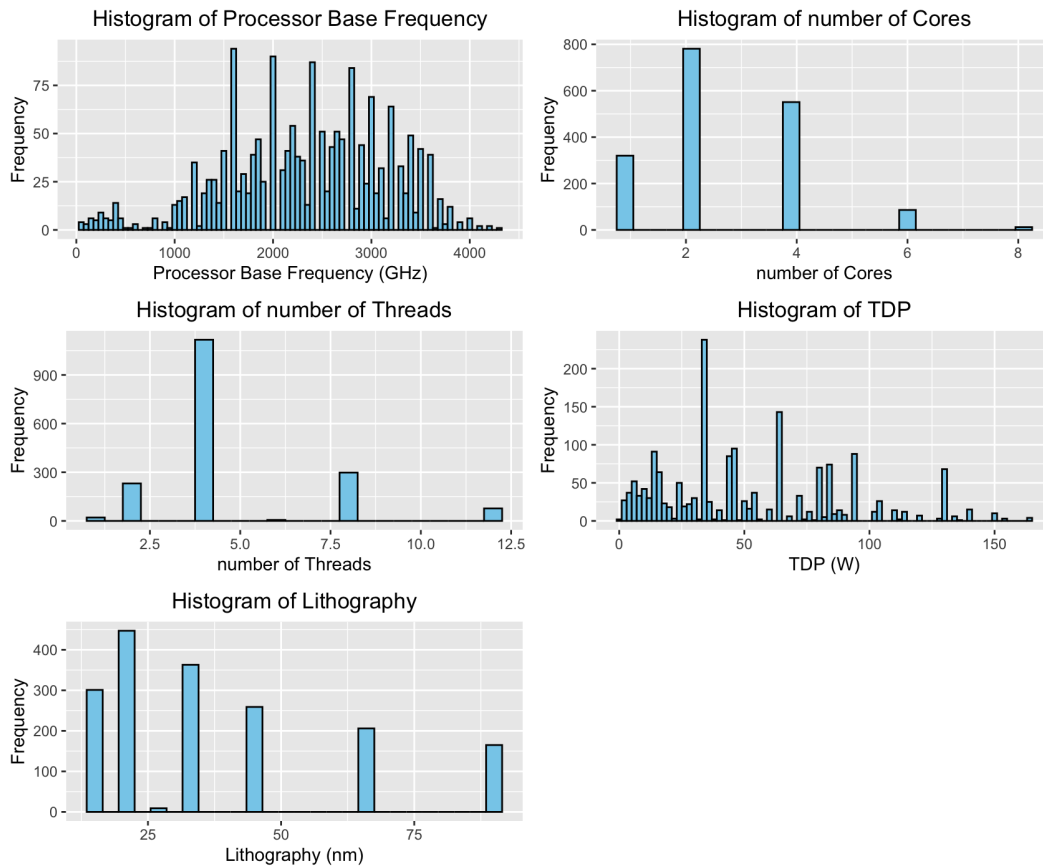 Histogram of Processor Base Frequency
Frequency
75
50
25
0
0 1000 2000 3000 4000
Processor Base Frequency (GHz)
Histogram of number of Cores
Frequency
800
600
400
200
0
2 4 6 8
number of Cores
Histogram of number of Threads
Frequency
900
600
300
0
2.5 5.0 7.5 10.0 12.5
number of Threads
Histogram of TDP
Frequency
200
150
100
50
0
0 50 100 150
TDP (W)
Histogram of Lithography
Frequency
400
300
200
100
0
25 50 75
Lithography (nm)